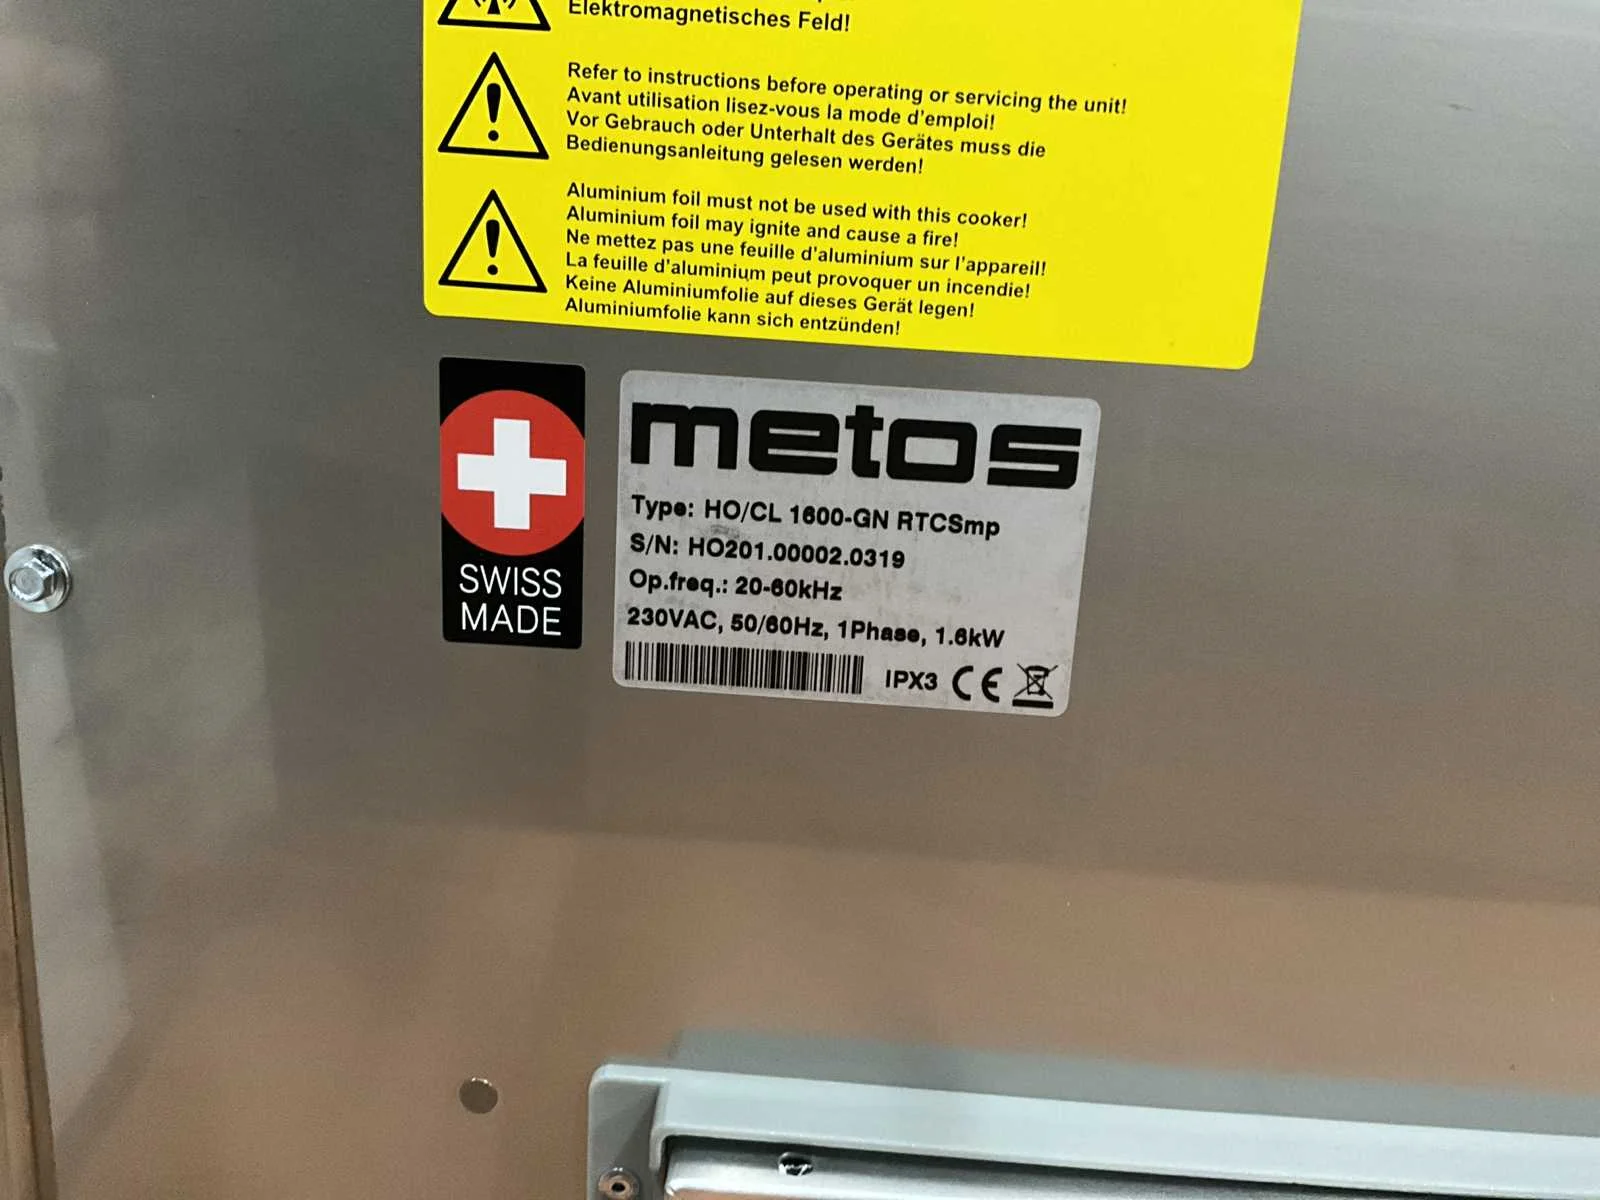 Elektromagnetisches Feld!
Refer to instructions before operating or servicing the unit!
Avant utilisation lisez-vous la mode d'emploi!
Vor Gebrauch oder Unterhalt des Gerätes muss die
Bedienungsanleitung gelesen werden!
Aluminium foil must not be used with this cooker!
Aluminium foil may ignite and cause a fire!
Ne mettez pas une feuille d'aluminium sur l'appareil!
La feuille d'aluminium peut provoquer un incendie!
Keine Aluminiumfolie auf dieses Gerät legen!
Aluminiumfolie kann sich entzünden!
SWISS
MADE
metos
Type: HO/CL 1600-GN RTCSmp
S/N: HO201.00002.0319
Op.freq.: 20-60kHz
230VAC, 50/60Hz, 1Phase, 1.6kW
IPX3 CE